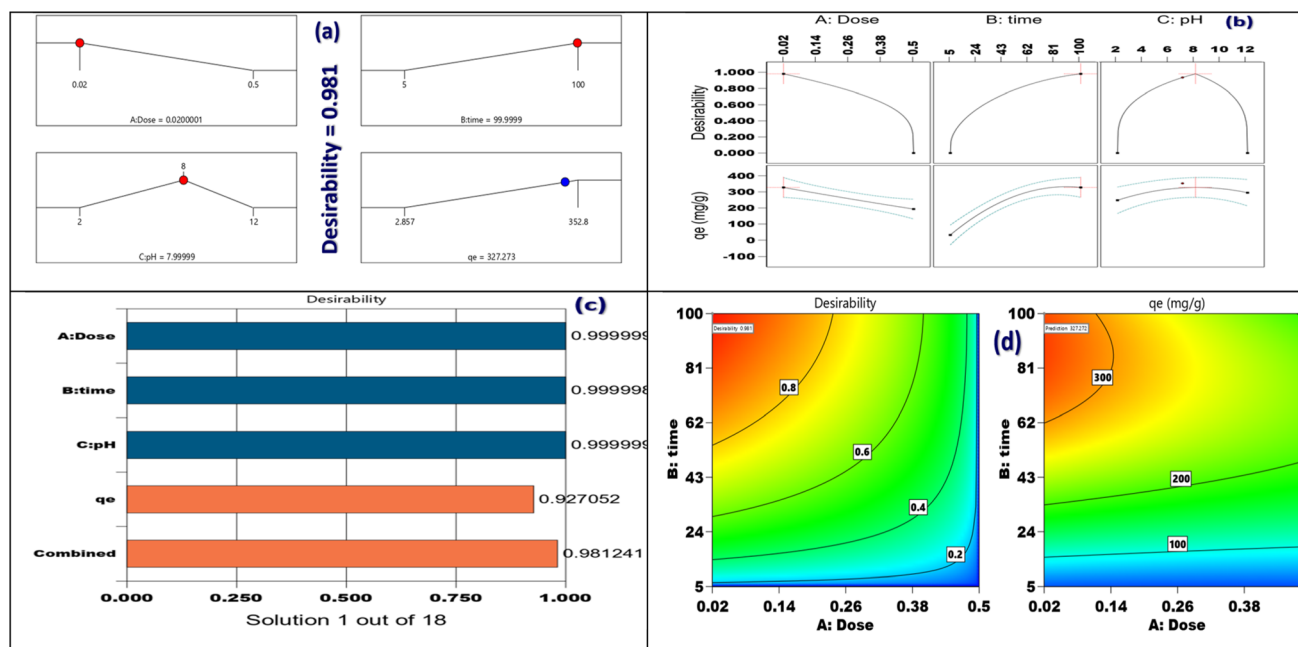 (a)
0.02
0.5
A:Dose = 0.0200001
5
100
B:time = 99.9999
Desirability = 0.981
8
2
12
C:pH = 7.99999
2.857
352.8
qe = 327.273
(b)
A: Dose
B: time
C: pH
0.02 0.14 0.26 0.38 0.5
5 24 43 62 81 100
2 4 6 8 10 12
Desirability
1.000
0.800
0.600
0.400
0.200
0.000
qe (mg/g)
400
300
200
100
0
-100
Desirability
(c)
A:Dose
0.999999
B:time
0.999998
C:pH
0.999999
qe
0.927052
Combined
0.981241
0.000 0.250 0.500 0.750 1.000
Solution 1 out of 18
Desirability
Desirability 0.981
B: time
100
81
62
43
24
5
0.8
0.6
0.4
0.2
0.02 0.14 0.26 0.38 0.5
A: Dose
(d)
qe (mg/g)
Prediction 327.272
B: time
100
81
62
43
24
5
300
200
100
0.02 0.14 0.26 0.38
A: Dose